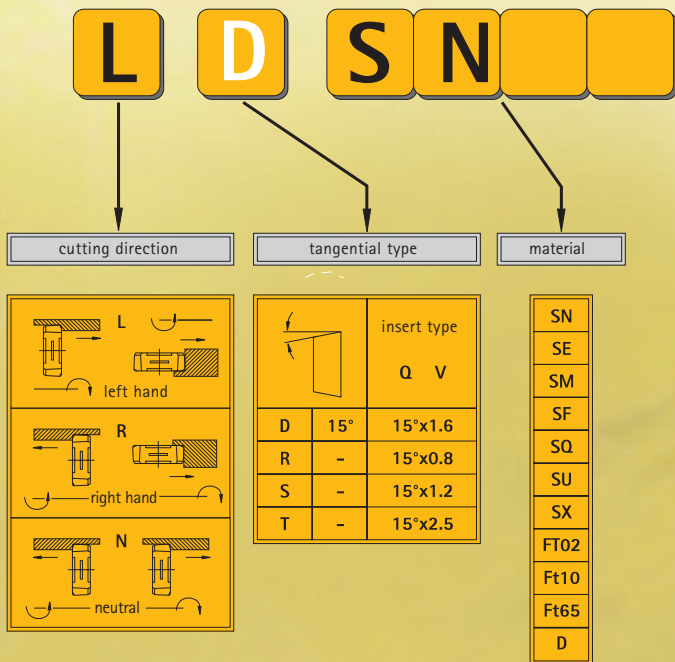 L D S N
cutting direction
tangential type
material
L
left hand
R
right hand
N
neutral
insert type
Q V
D 15° 15°x1.6
R - 15°x0.8
S - 15°x1.2
T - 15°x2.5
SN
SE
SM
SF
SQ
SU
SX
FT02
Ft10
Ft65
D